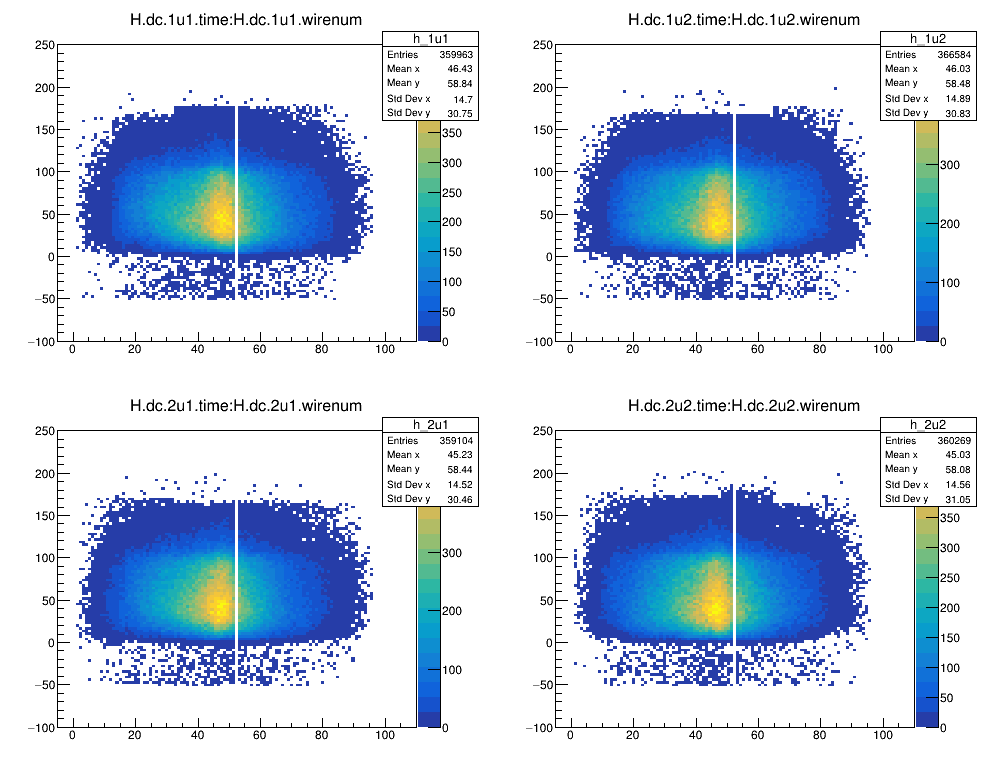 H.dc.1u1.time:H.dc.1u1.wirenum
h_1u1
Entries 359963
Mean x 46.43
Mean y 58.84
Std Dev x 14.7
Std Dev y 30.75
250
200
150
100
50
0
−50
−100
0 20 40 60 80 100
350
300
250
200
150
100
50
0
H.dc.1u2.time:H.dc.1u2.wirenum
h_1u2
Entries 366584
Mean x 46.03
Mean y 58.48
Std Dev x 14.89
Std Dev y 30.83
250
200
150
100
50
0
−50
−100
0 20 40 60 80 100
300
200
100
0
H.dc.2u1.time:H.dc.2u1.wirenum
h_2u1
Entries 359104
Mean x 45.23
Mean y 58.44
Std Dev x 14.52
Std Dev y 30.46
250
200
150
100
50
0
−50
−100
0 20 40 60 80 100
300
200
100
0
H.dc.2u2.time:H.dc.2u2.wirenum
h_2u2
Entries 360269
Mean x 45.03
Mean y 58.08
Std Dev x 14.56
Std Dev y 31.05
250
200
150
100
50
0
−50
−100
0 20 40 60 80 100
350
300
250
200
150
100
50
0